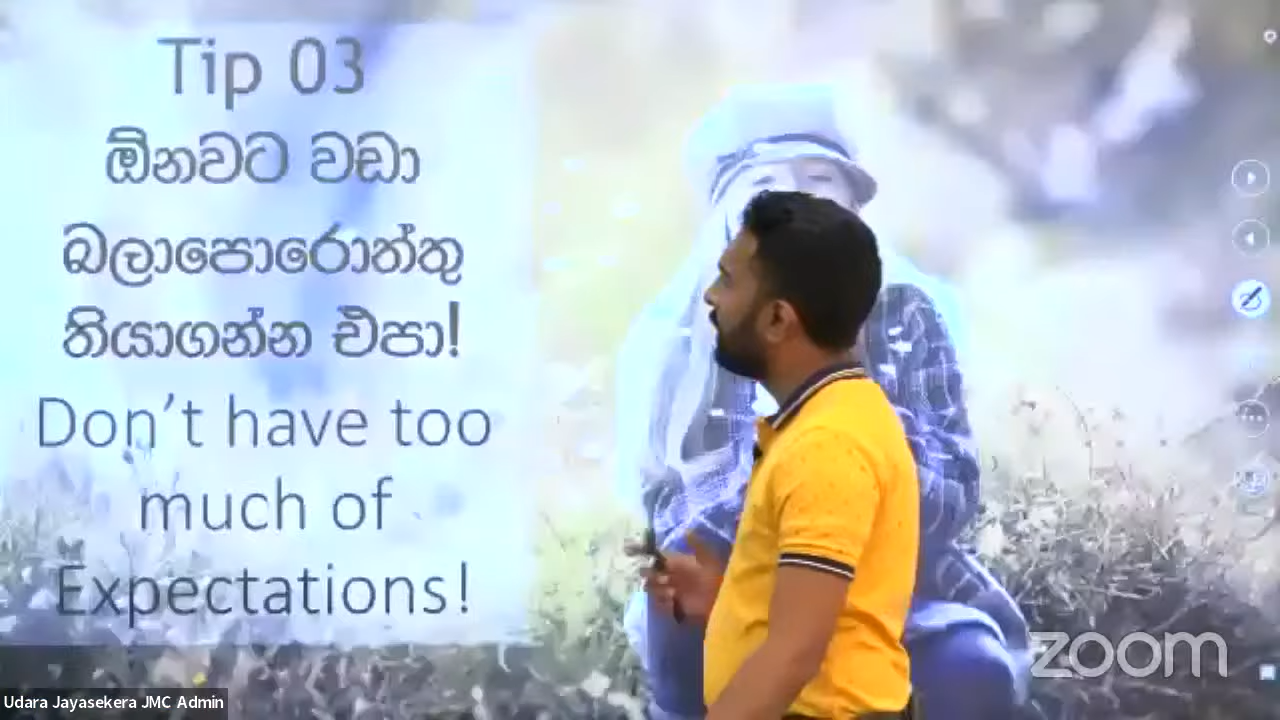 Tip 03
ඕනවට වඩා
බලාපොරොත්තු
තියාගන්න එපා!
Don't have too
much of
Expectations!
zoom
Udara Jayasekera JMC Admin